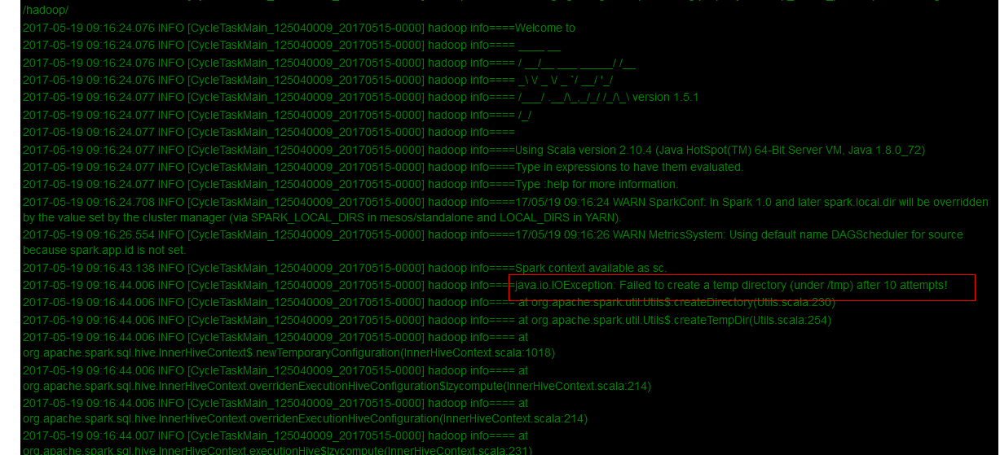 /hadoop/
2017-05-19 09:16:24.076 INFO [CycleTaskMain_125040009_20170515-0000] hadoop info====Welcome to
2017-05-19 09:16:24.076 INFO [CycleTaskMain_125040009_20170515-0000] hadoop info==== ____ __
2017-05-19 09:16:24.076 INFO [CycleTaskMain_125040009_20170515-0000] hadoop info==== / __/__ ___ _____/ /__
2017-05-19 09:16:24.076 INFO [CycleTaskMain_125040009_20170515-0000] hadoop info==== _\ \/ _ \/ _ `/ __/ '_/
2017-05-19 09:16:24.077 INFO [CycleTaskMain_125040009_20170515-0000] hadoop info==== /___/ .__/\_,_/_/ /_/\_\ version 1.5.1
2017-05-19 09:16:24.077 INFO [CycleTaskMain_125040009_20170515-0000] hadoop info==== /_/
2017-05-19 09:16:24.077 INFO [CycleTaskMain_125040009_20170515-0000] hadoop info====
2017-05-19 09:16:24.077 INFO [CycleTaskMain_125040009_20170515-0000] hadoop info====Using Scala version 2.10.4 (Java HotSpot(TM) 64-Bit Server VM, Java 1.8.0_72)
2017-05-19 09:16:24.077 INFO [CycleTaskMain_125040009_20170515-0000] hadoop info====Type in expressions to have them evaluated.
2017-05-19 09:16:24.077 INFO [CycleTaskMain_125040009_20170515-0000] hadoop info====Type :help for more information.
2017-05-19 09:16:24.708 INFO [CycleTaskMain_125040009_20170515-0000] hadoop info====17/05/19 09:16:24 WARN SparkConf: In Spark 1.0 and later spark.local.dir will be overridden
by the value set by the cluster manager (via SPARK_LOCAL_DIRS in mesos/standalone and LOCAL_DIRS in YARN).
2017-05-19 09:16:26.554 INFO [CycleTaskMain_125040009_20170515-0000] hadoop info====17/05/19 09:16:26 WARN MetricsSystem: Using default name DAGScheduler for source
because spark.app.id is not set.
2017-05-19 09:16:43.138 INFO [CycleTaskMain_125040009_20170515-0000] hadoop info====Spark context available as sc.
2017-05-19 09:16:44.006 INFO [CycleTaskMain_125040009_20170515-0000] hadoop info====java.io.IOException: Failed to create a temp directory (under /tmp) after 10 attempts!
2017-05-19 09:16:44.006 INFO [CycleTaskMain_125040009_20170515-0000] hadoop info==== at org.apache.spark.util.Utils$.createDirectory(Utils.scala:230)
2017-05-19 09:16:44.006 INFO [CycleTaskMain_125040009_20170515-0000] hadoop info==== at org.apache.spark.util.Utils$.createTempDir(Utils.scala:254)
2017-05-19 09:16:44.006 INFO [CycleTaskMain_125040009_20170515-0000] hadoop info==== at
org.apache.spark.sql.hive.InnerHiveContext$.newTemporaryConfiguration(InnerHiveContext.scala:1018)
2017-05-19 09:16:44.006 INFO [CycleTaskMain_125040009_20170515-0000] hadoop info==== at
org.apache.spark.sql.hive.InnerHiveContext.overridenExecutionHiveConfiguration$lzycompute(InnerHiveContext.scala:214)
2017-05-19 09:16:44.006 INFO [CycleTaskMain_125040009_20170515-0000] hadoop info==== at
org.apache.spark.sql.hive.InnerHiveContext.overridenExecutionHiveConfiguration(InnerHiveContext.scala:214)
2017-05-19 09:16:44.007 INFO [CycleTaskMain_125040009_20170515-0000] hadoop info==== at
org.apache.spark.sql.hive.InnerHiveContext.executionHive$lzycompute(InnerHiveContext.scala:231)